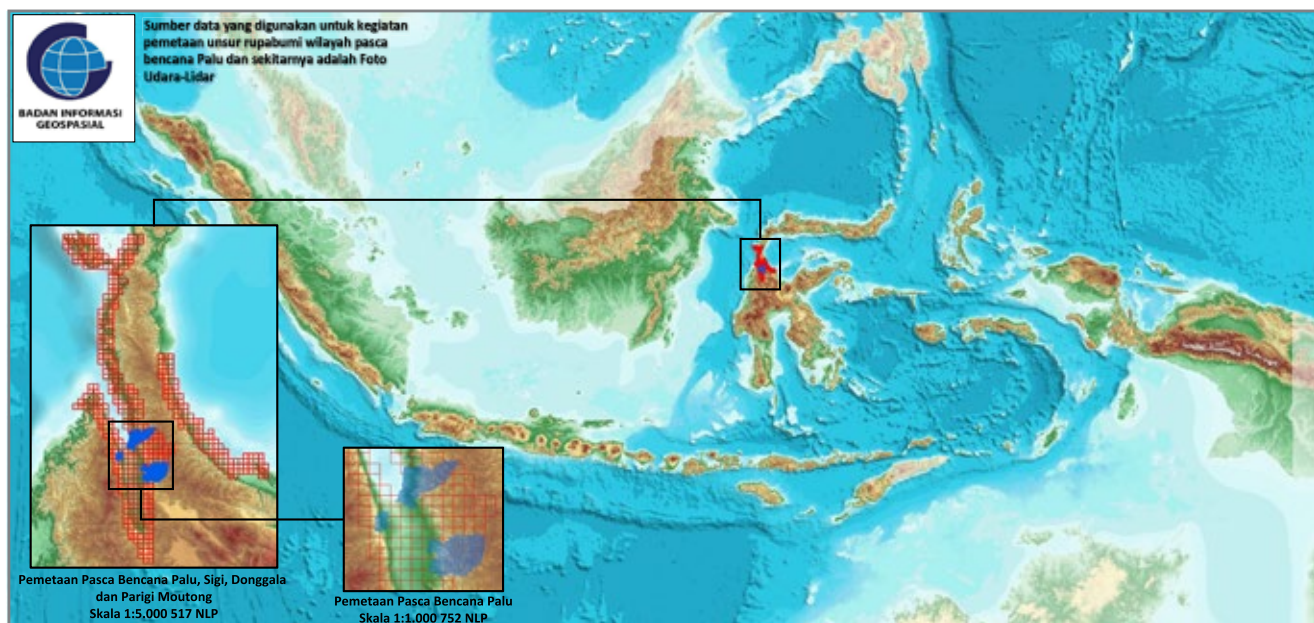 Sumber data yang digunakan untuk kegiatan
pemetaan unsur rupabumi wilayah pasca
bencana Palu dan sekitarnya adalah Foto
Udara-Lidar
BADAN INFORMASI
GEOSPASIAL
Pemetaan Pasca Bencana Palu, Sigi, Donggala
dan Parigi Moutong
Skala 1:5.000 517 NLP
Pemetaan Pasca Bencana Palu
Skala 1:1.000 752 NLP